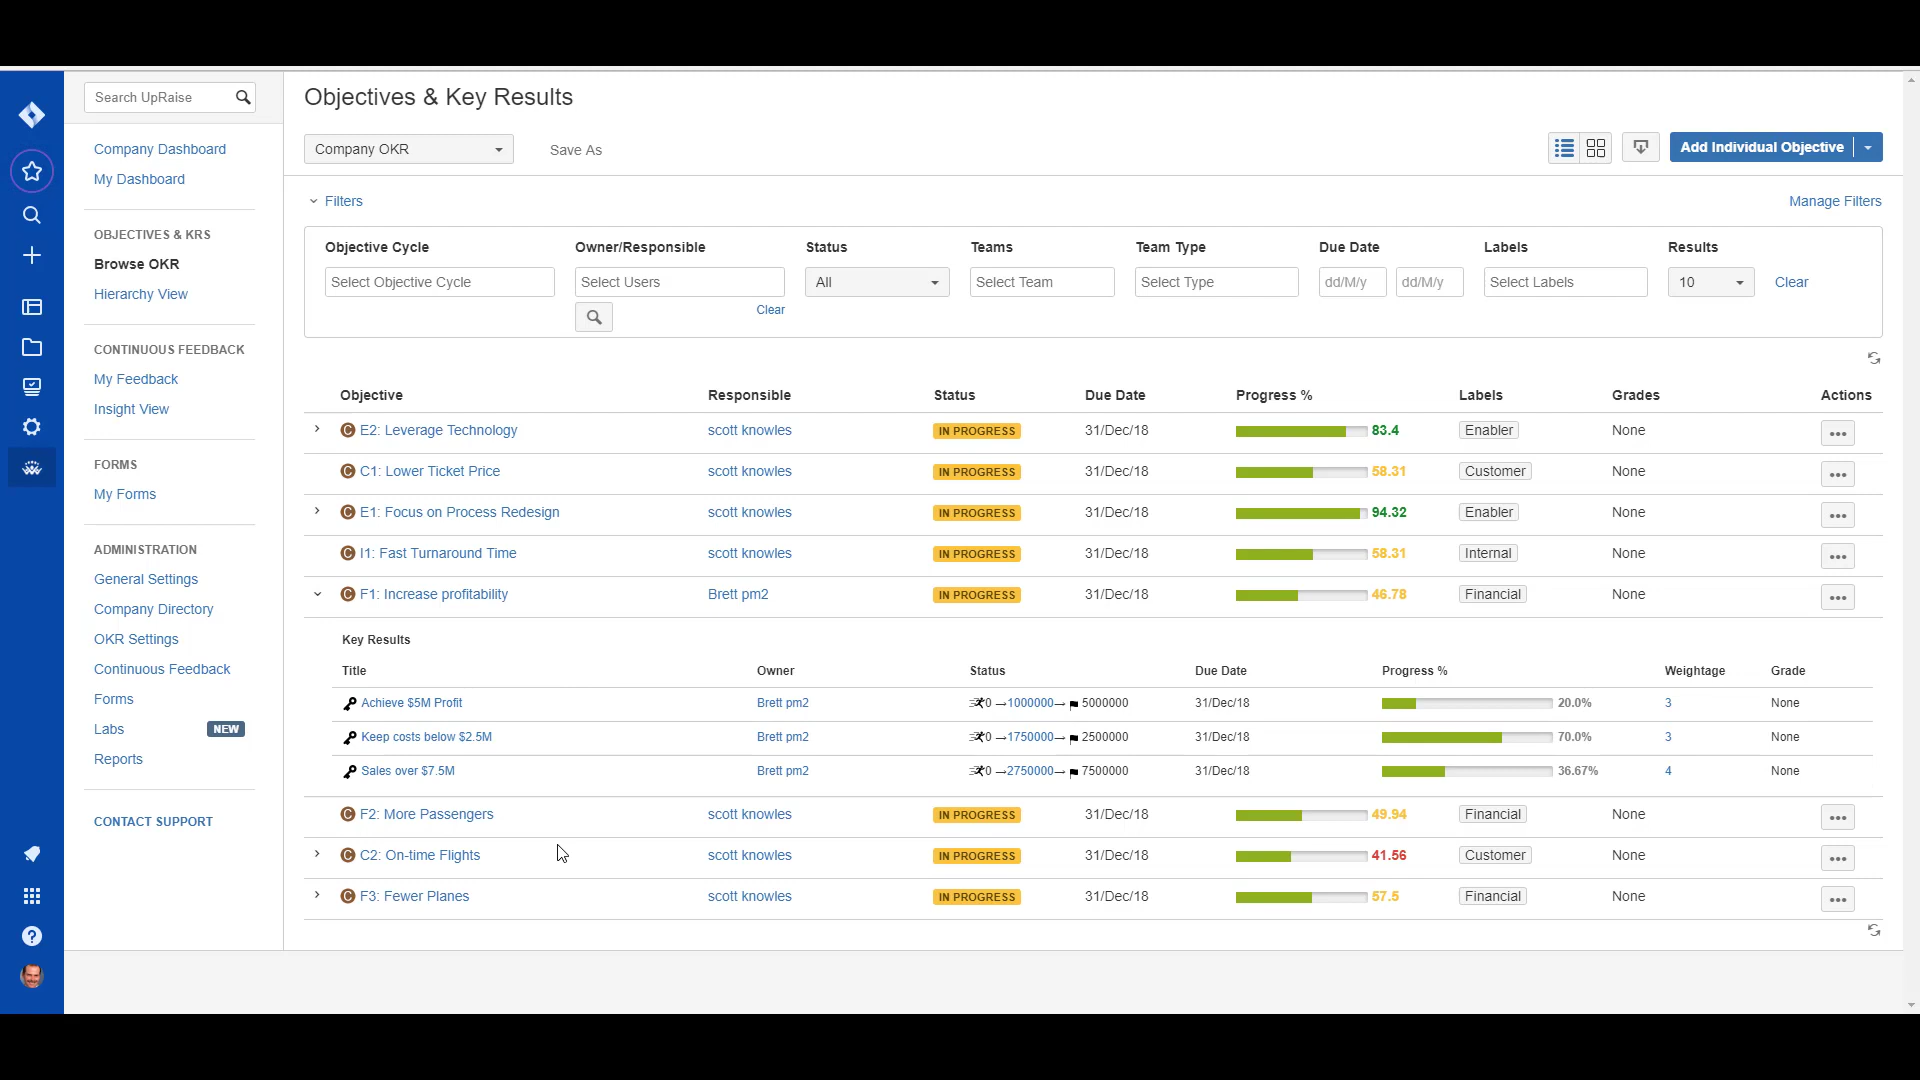 Search UpRaise
Objectives & Key Results
Company OKR
Save As
Add Individual Objective
Company Dashboard
My Dashboard
OBJECTIVES & KRS
Browse OKR
Hierarchy View
CONTINUOUS FEEDBACK
My Feedback
Insight View
FORMS
My Forms
ADMINISTRATION
General Settings
Company Directory
OKR Settings
Continuous Feedback
Forms
Labs NEW
Reports
CONTACT SUPPORT
Filters
Manage Filters
Objective Cycle Owner/Responsible Status Teams Team Type Due Date Labels Results
Select Objective Cycle Select Users All Select Team Select Type dd/M/y dd/M/y Select Labels 10 Clear
Clear
Objective Responsible Status Due Date Progress % Labels Grades Actions
C E2: Leverage Technology scott knowles IN PROGRESS 31/Dec/18 83.4 Enabler None
C C1: Lower Ticket Price scott knowles IN PROGRESS 31/Dec/18 58.31 Customer None
C E1: Focus on Process Redesign scott knowles IN PROGRESS 31/Dec/18 94.32 Enabler None
C I1: Fast Turnaround Time scott knowles IN PROGRESS 31/Dec/18 58.31 Internal None
C F1: Increase profitability Brett pm2 IN PROGRESS 31/Dec/18 46.78 Financial None
Key Results
Title Owner Status Due Date Progress % Weightage Grade
Achieve $5M Profit Brett pm2 0 →1000000→ 5000000 31/Dec/18 20.0% 3 None
Keep costs below $2.5M Brett pm2 0 →1750000→ 2500000 31/Dec/18 70.0% 3 None
Sales over $7.5M Brett pm2 0 →2750000→ 7500000 31/Dec/18 36.67% 4 None
C F2: More Passengers scott knowles IN PROGRESS 31/Dec/18 49.94 Financial None
C C2: On-time Flights scott knowles IN PROGRESS 31/Dec/18 41.56 Customer None
C F3: Fewer Planes scott knowles IN PROGRESS 31/Dec/18 57.5 Financial None